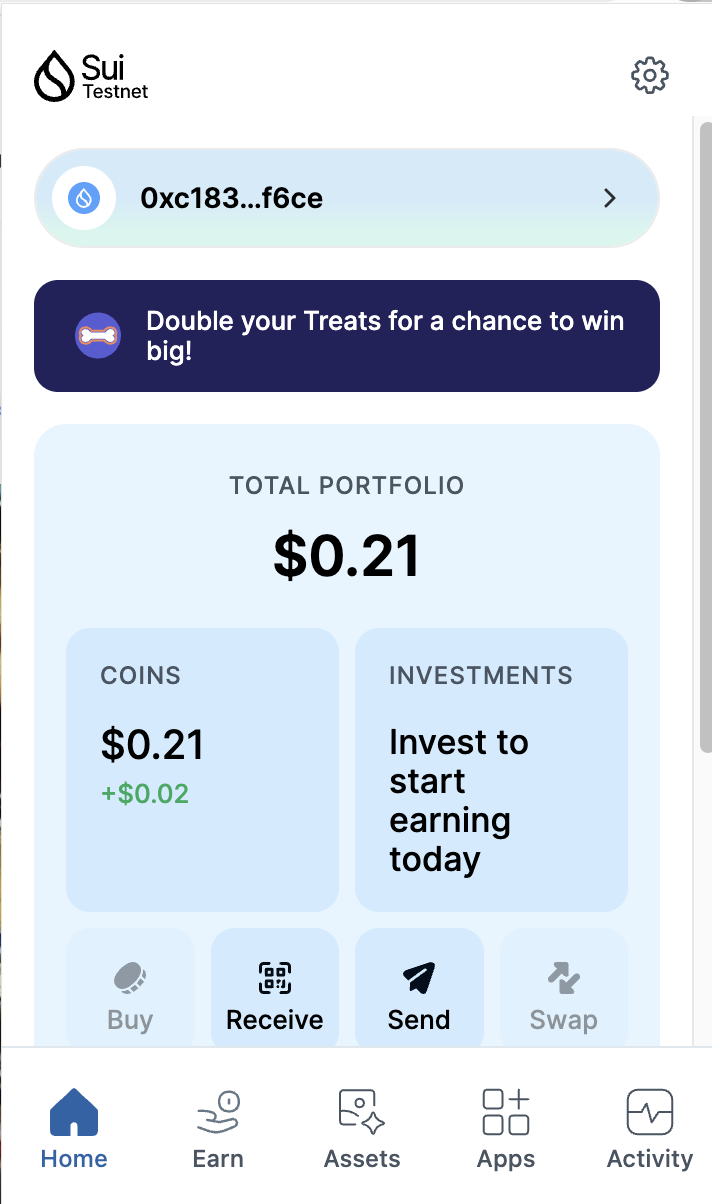 Sui
Testnet
0xc183...f6ce
Double your Treats for a chance to win
big!
TOTAL PORTFOLIO
$0.21
COINS
$0.21
+$0.02
INVESTMENTS
Invest to
start
earning
today
Buy
Receive
Send
Swap
Home
Earn
Assets
Apps
Activity